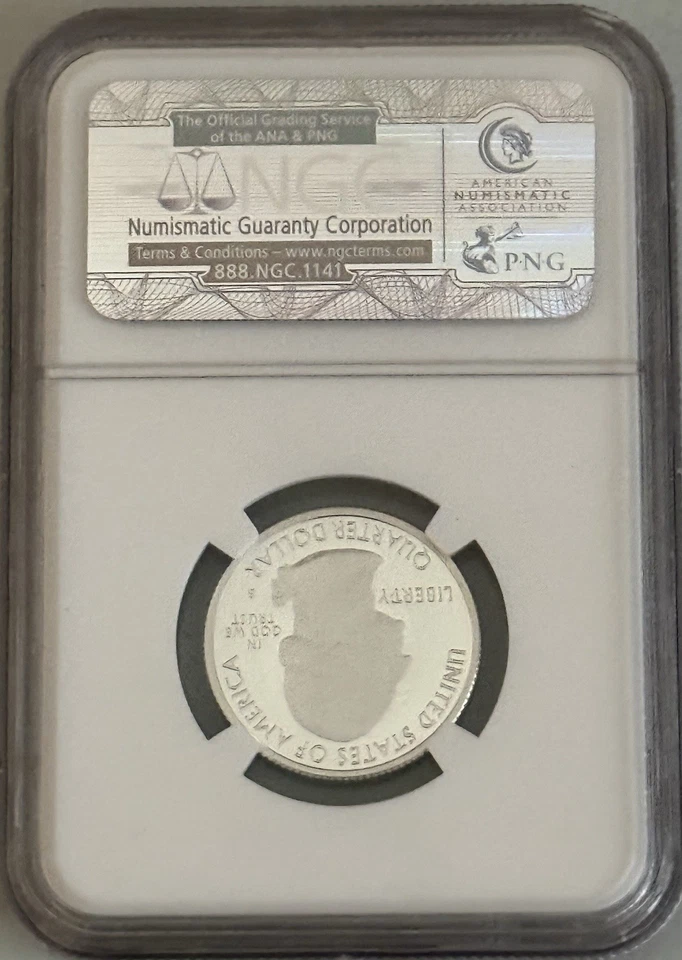 The Official Grading Service
of the ANA & PNG
NGC
Numismatic Guaranty Corporation
Terms & Conditions – www.ngcterms.com
888.NGC.1141
AMERICAN
NUMISMATIC
ASSOCIATION
P·N·G
UNITED STATES OF AMERICA
LIBERTY
IN
GOD WE
TRUST
S
QUARTER DOLLAR